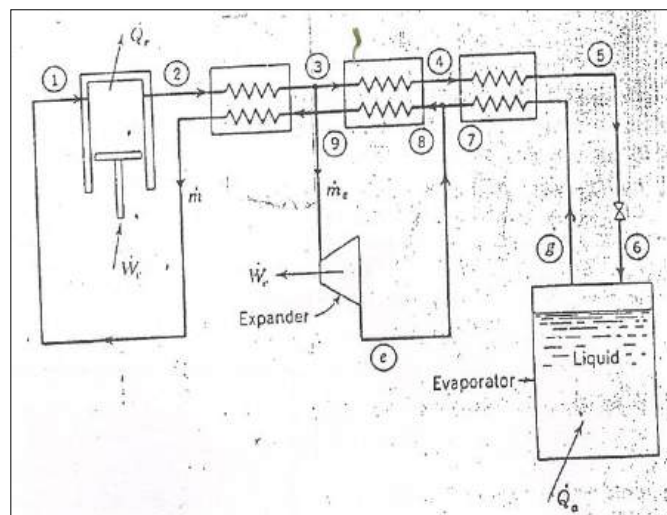 Q̇r
1
2
3
4
5
9
8
7
ṁ
ṁe
Ẇc
Ẇe
g
6
Expander
e
Liquid
Evaporator
Q̇a